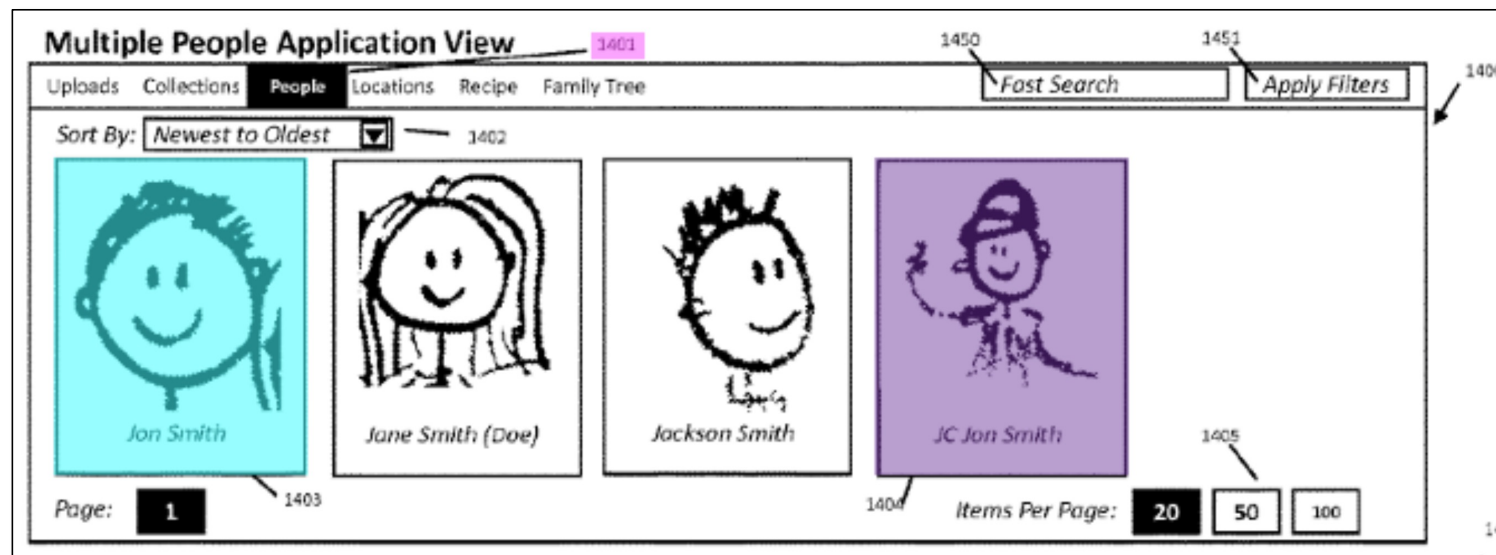 Multiple People Application View 1401 1450 1451
Uploads Collections People Locations Recipe Family Tree Fast Search Apply Filters
Sort By: Newest to Oldest 1402
Jon Smith Jane Smith (Doe) Jackson Smith JC Jon Smith
1403 1404 1405
Page: 1 Items Per Page: 20 50 100